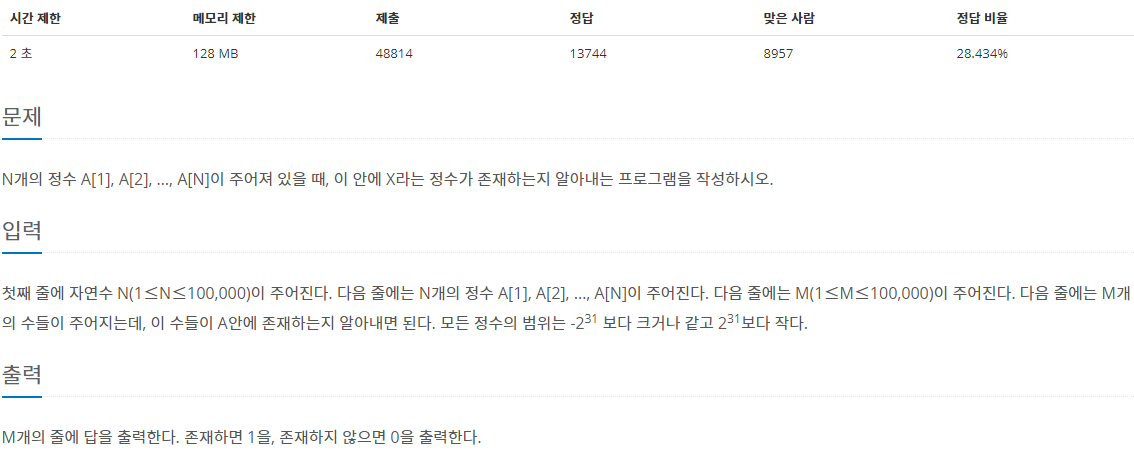 시간 제한 메모리 제한 제출 정답 맞은 사람 정답 비율
2 초 128 MB 48814 13744 8957 28.434%
문제
N개의 정수 A[1], A[2], ..., A[N]이 주어져 있을 때, 이 안에 X라는 정수가 존재하는지 알아내는 프로그램을 작성하시오.
입력
첫째 줄에 자연수 N(1≤N≤100,000)이 주어진다. 다음 줄에는 N개의 정수 A[1], A[2], ..., A[N]이 주어진다. 다음 줄에는 M(1≤M≤100,000)이 주어진다. 다음 줄에는 M개
의 수들이 주어지는데, 이 수들이 A안에 존재하는지 알아내면 된다. 모든 정수의 범위는 -2³¹ 보다 크거나 같고 2³¹보다 작다.
출력
M개의 줄에 답을 출력한다. 존재하면 1을, 존재하지 않으면 0을 출력한다.